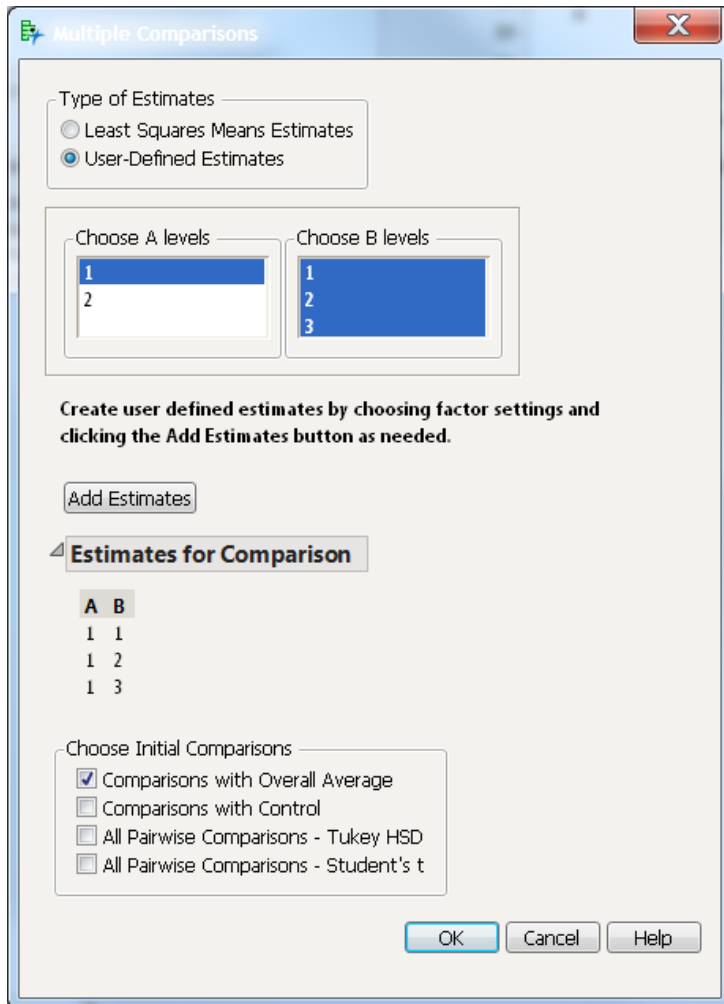 Multiple Comparisons
Type of Estimates
Least Squares Means Estimates
User-Defined Estimates
Choose A levels
1
2
Choose B levels
1
2
3
Create user defined estimates by choosing factor settings and
clicking the Add Estimates button as needed.
Add Estimates
Estimates for Comparison
A B
1 1
1 2
1 3
Choose Initial Comparisons
Comparisons with Overall Average
Comparisons with Control
All Pairwise Comparisons - Tukey HSD
All Pairwise Comparisons - Student's t
OK Cancel Help